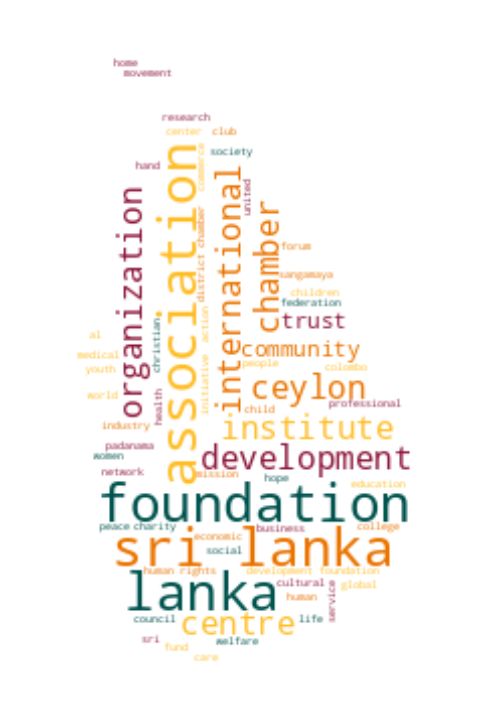 home
movement
research
center club
commerce
society
hand
association
international
united
organization
chamber
district chamber
forum
sangamaya
children
federation
trust
christian
action
initiative
al
medical
youth
community
people
colombo
world
ceylon
health
child
professional
industry
institute
padanama
women
development
network
mission
hope
education
foundation
peace charity
business
college
sri lanka
economic
social
human rights
development foundation
lanka
cultural
global
human
service
council
centre
life
sri
welfare
fund
care